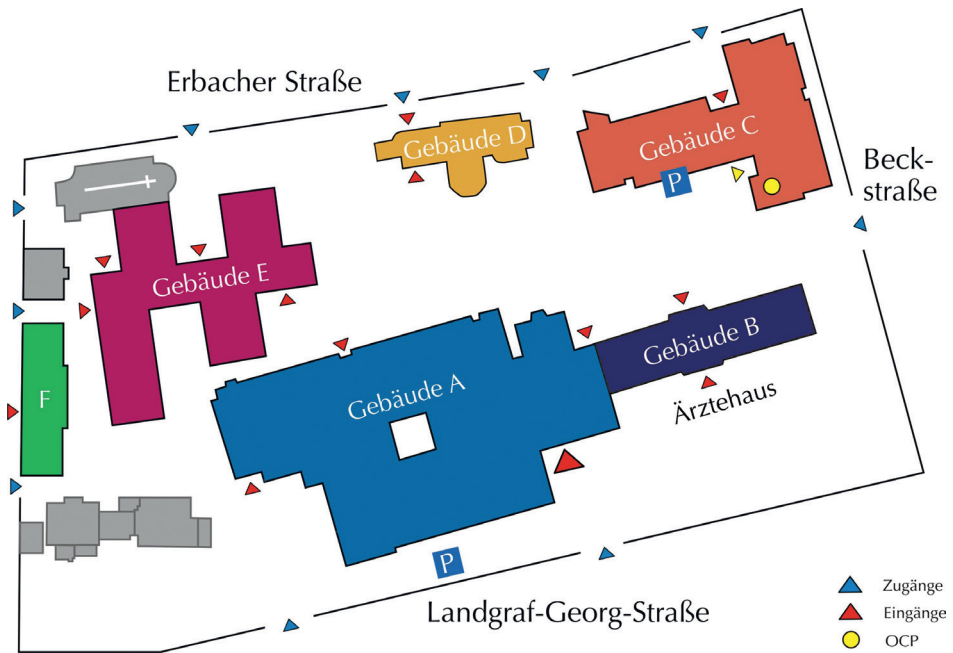 Erbacher Straße
Gebäude D
Gebäude C
Beck-
straße
P
Gebäude E
Gebäude B
Gebäude A
Ärztehaus
F
P
Landgraf-Georg-Straße
Zugänge
Eingänge
OCP